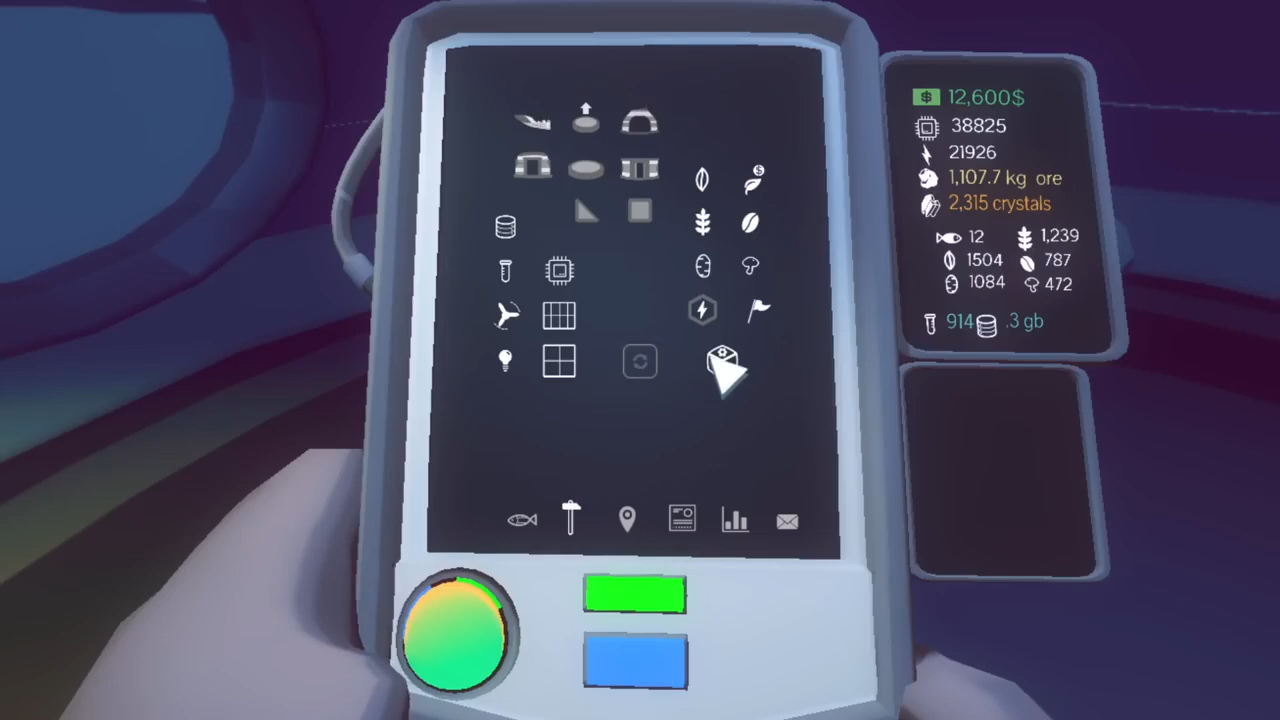 12,600$
38825
21926
1,107.7 kg ore
2,315 crystals
12 1,239
1504 787
1084 472
914 .3 gb